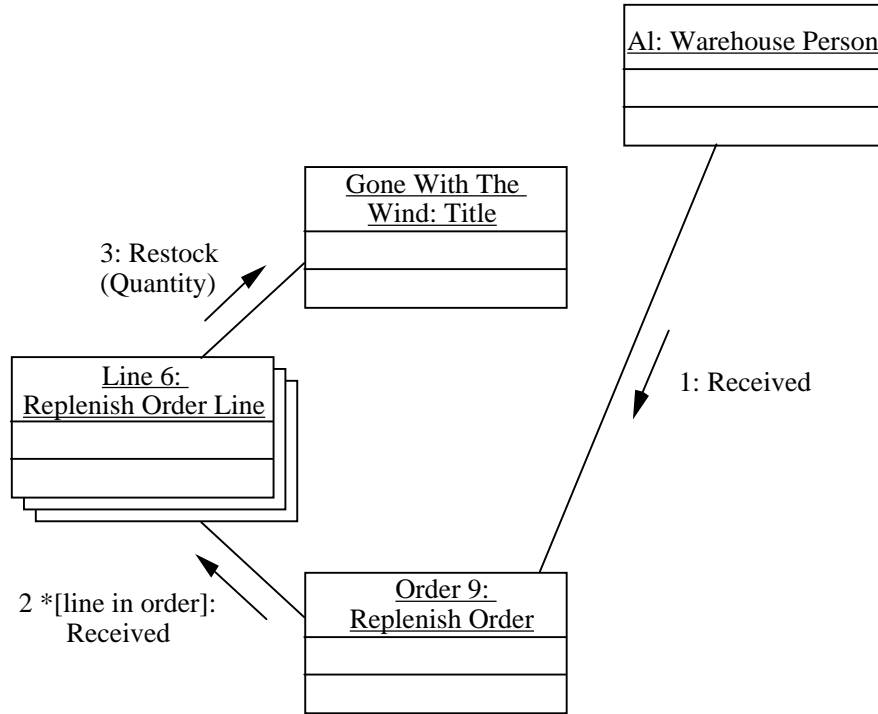 Al: Warehouse Person
Gone With The
Wind: Title
3: Restock
(Quantity)
Line 6:
Replenish Order Line
1: Received
2 *[line in order]:
Received
Order 9:
Replenish Order